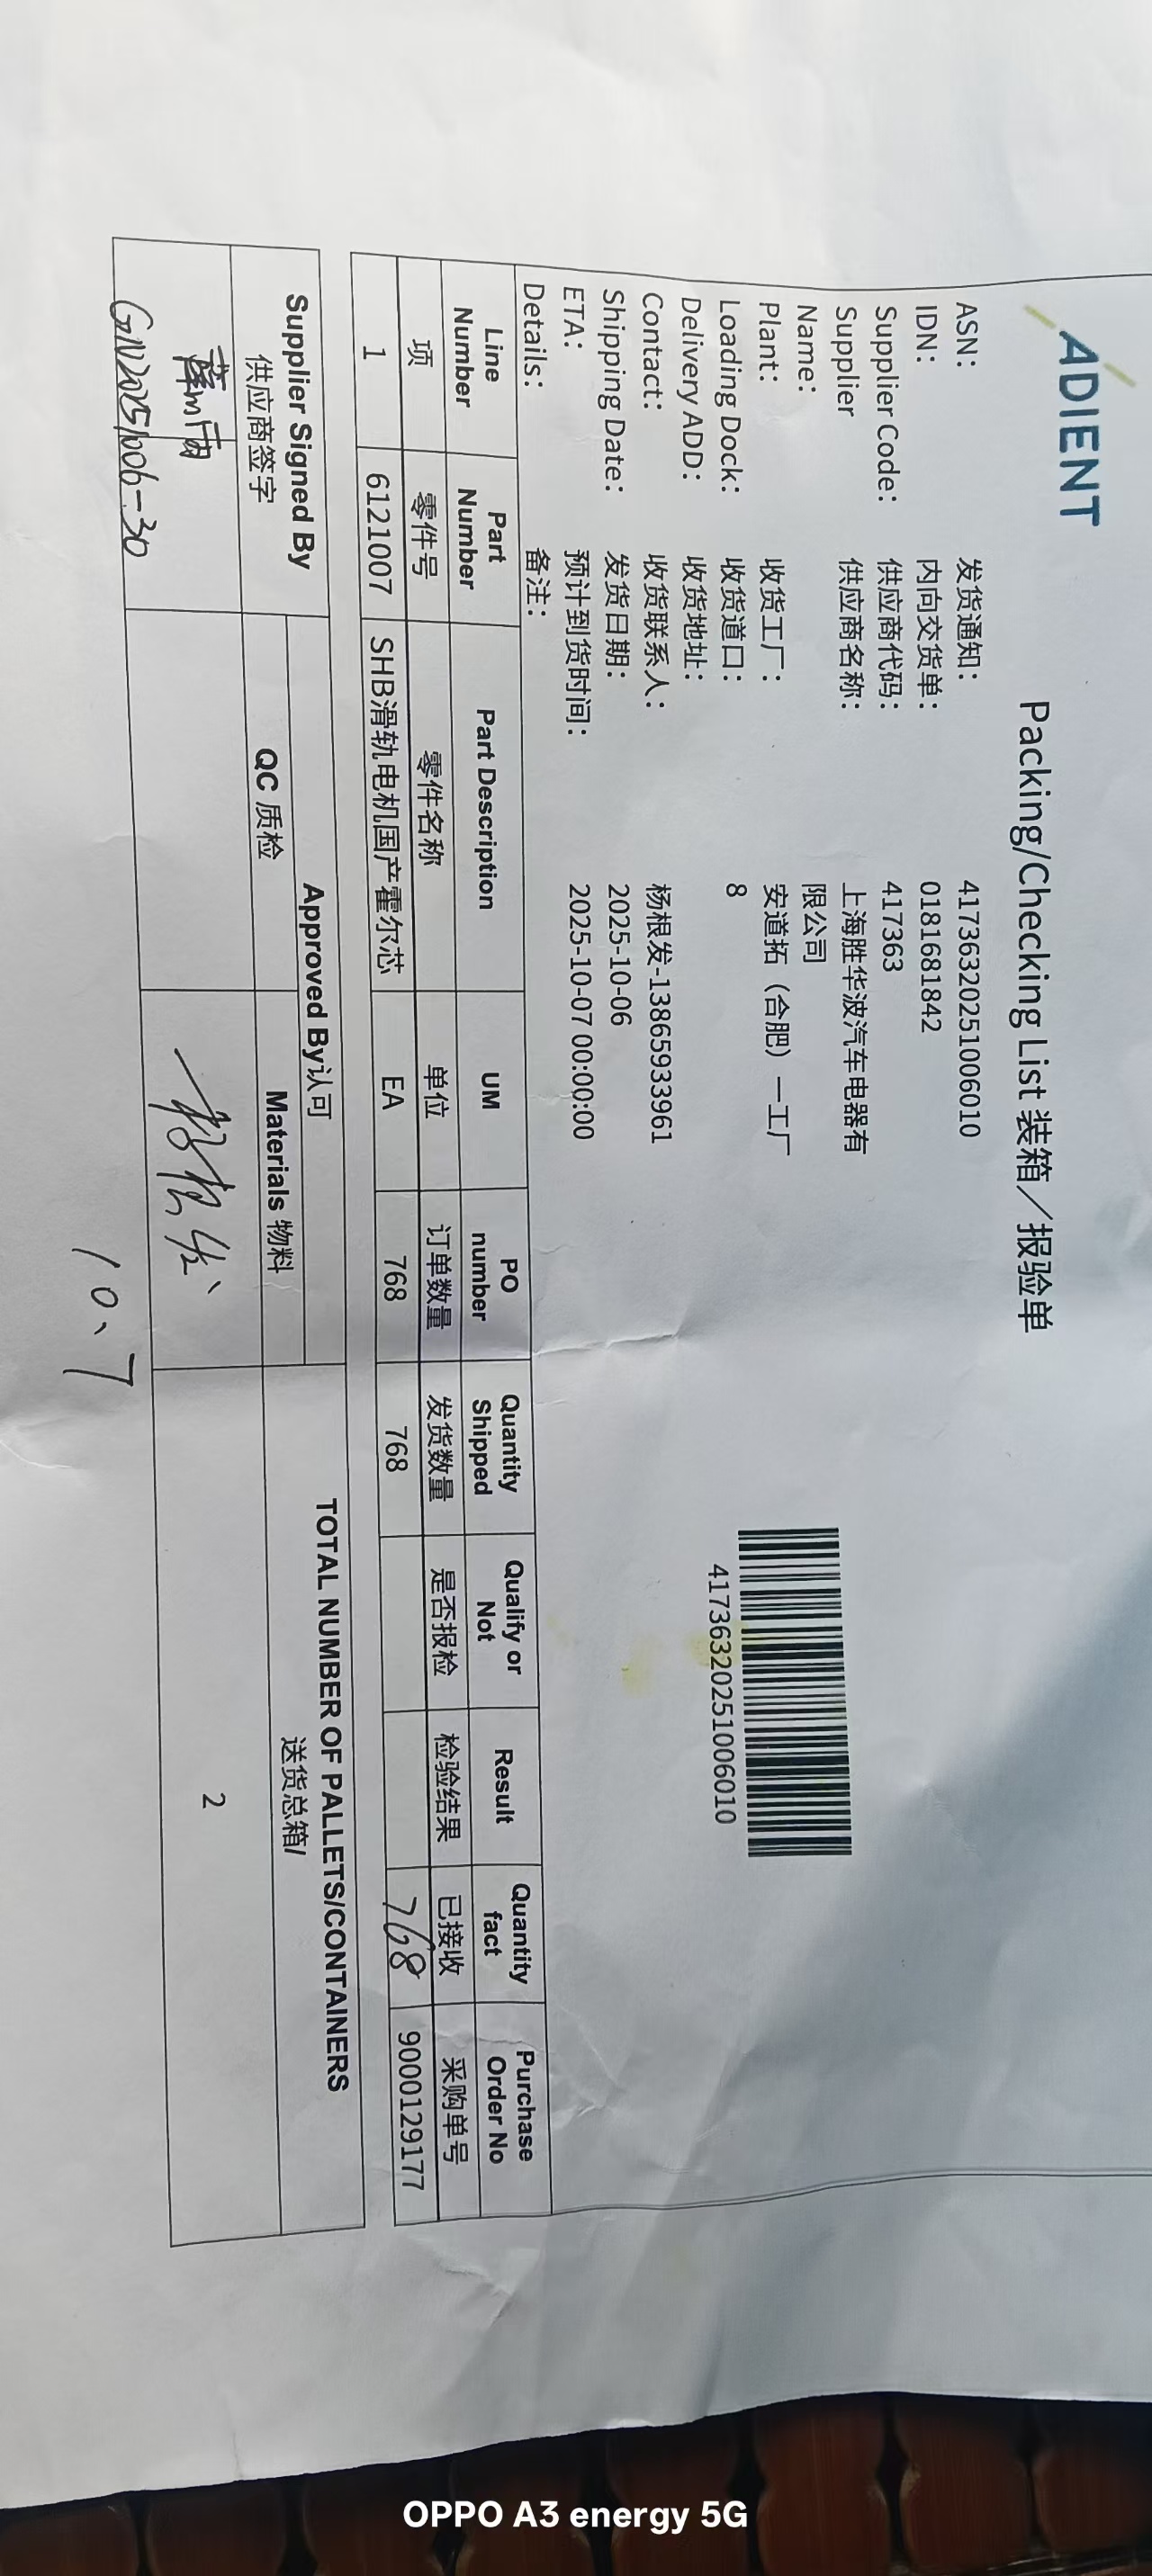 ADIENT
Packing/Checking List 装箱／报验单
ASN: 发货通知: 41736320251006010
IDN: 内向交货单: 0181681842
Supplier Code: 供应商代码: 417363
Supplier 供应商名称: 上海胜华波汽车电器有
Name: 限公司
Plant: 收货工厂: 安道拓（合肥）一工厂
Loading Dock: 收货道口: 8
Delivery ADD: 收货地址:
Contact: 收货联系人: 杨根发-13865933961
Shipping Date: 发货日期: 2025-10-06
ETA: 预计到货时间: 2025-10-07 00:00:00
Details: 备注:
41736320251006010
Line Number Part Number Part Description UM PO number Quantity Shipped Qualify or Not Result Quantity fact Purchase Order No
项 零件号 零件名称 单位 订单数量 发货数量 是否报检 检验结果 已接收 采购单号
1 6121007 SHB滑轨电机国产霍尔芯 EA 768 768 768 9000129177
Supplier Signed By Approved By认可 TOTAL NUMBER OF PALLETS/CONTAINERS
供应商签字 QC 质检 Materials 物料 送货总箱/
杨根发 2
GN20251006-30
10、7
OPPO A3 energy 5G